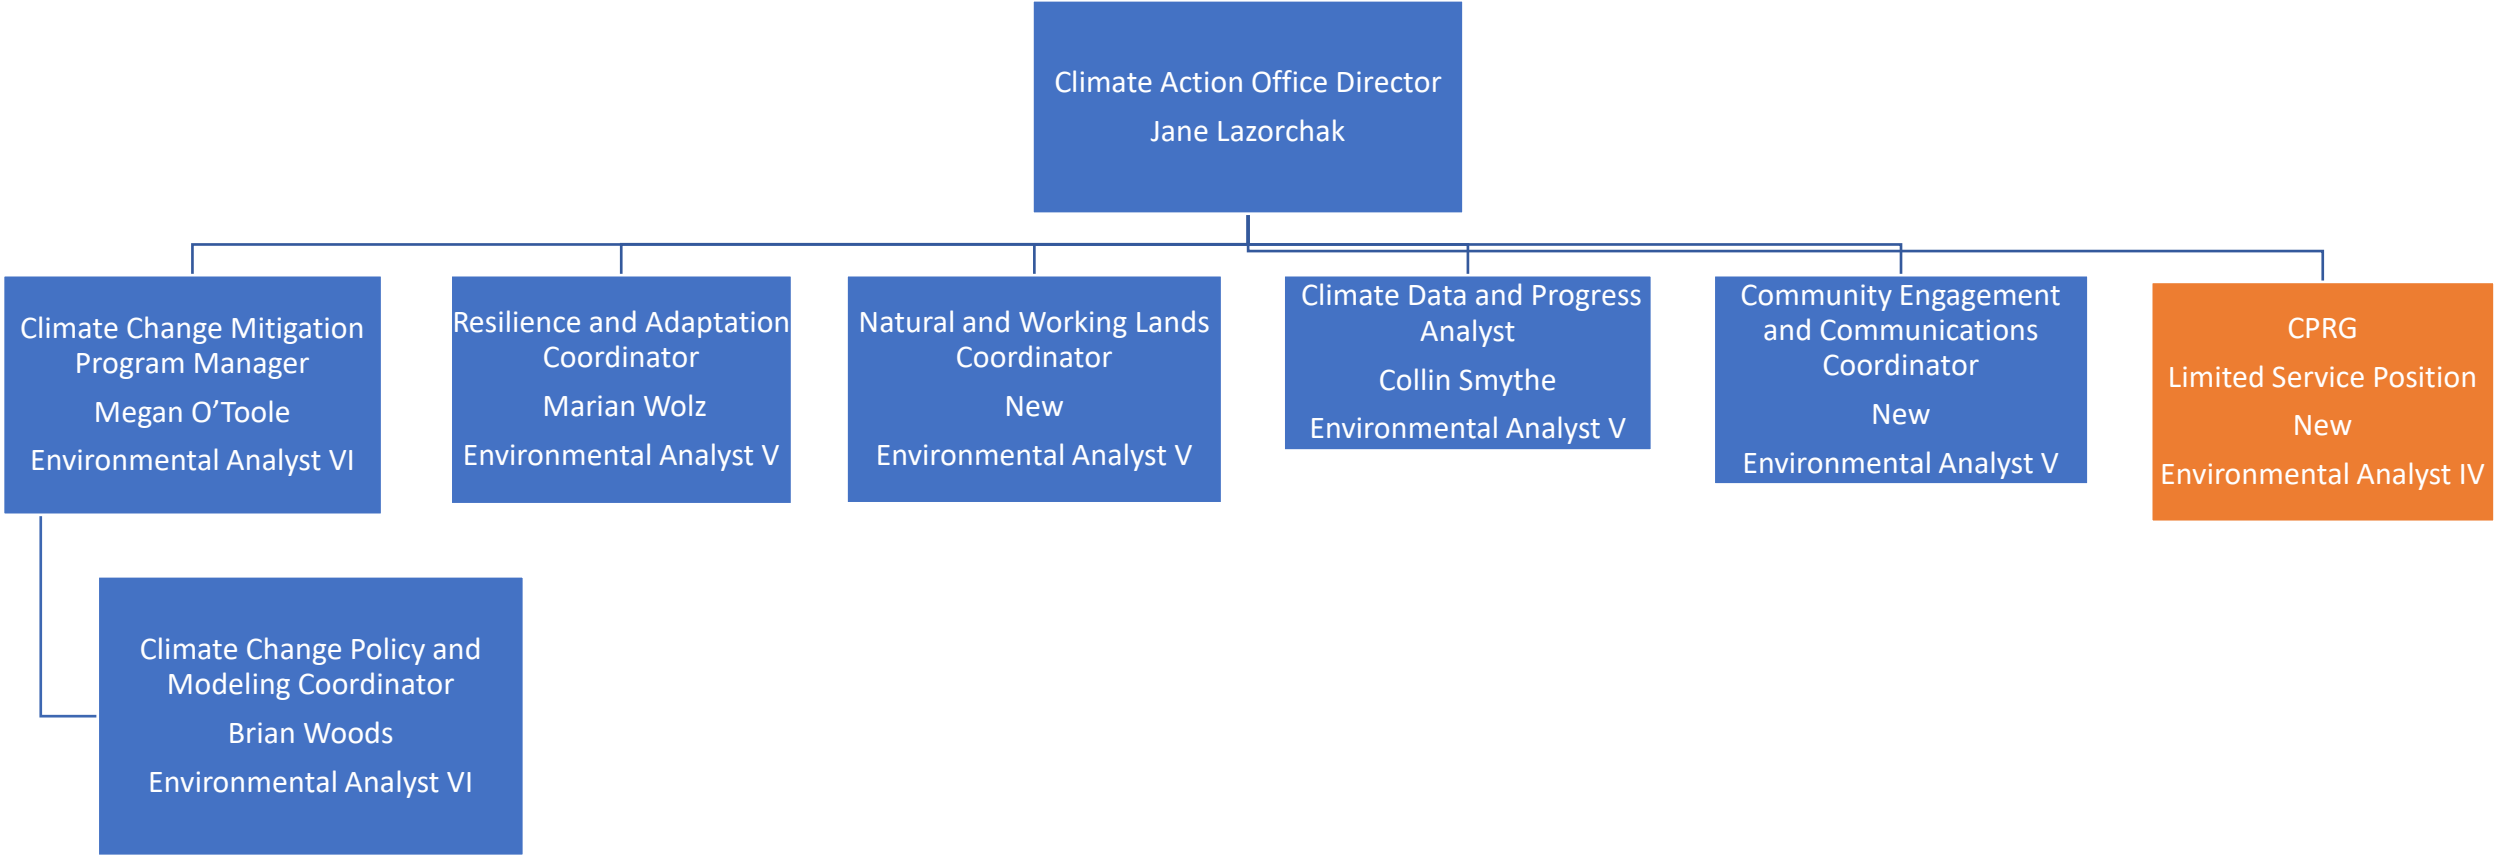 Climate Action Office Director
Jane Lazorchak
Climate Change Mitigation
Program Manager
Megan O’Toole
Environmental Analyst VI
Resilience and Adaptation
Coordinator
Marian Wolz
Environmental Analyst V
Natural and Working Lands
Coordinator
New
Environmental Analyst V
Climate Data and Progress
Analyst
Collin Smythe
Environmental Analyst V
Community Engagement
and Communications
Coordinator
New
Environmental Analyst V
CPRG
Limited Service Position
New
Environmental Analyst IV
Climate Change Policy and
Modeling Coordinator
Brian Woods
Environmental Analyst VI